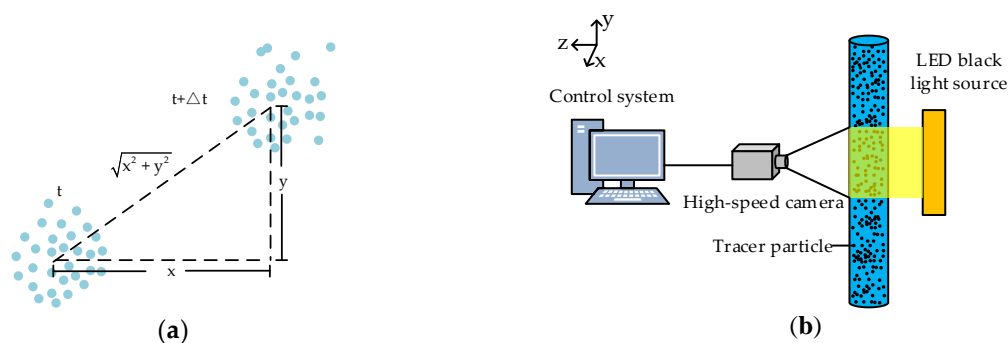 t+△t
√x² + y²
t
y
x
(a)
y
z
x
Control system
LED black
light source
High-speed camera
Tracer particle
(b)